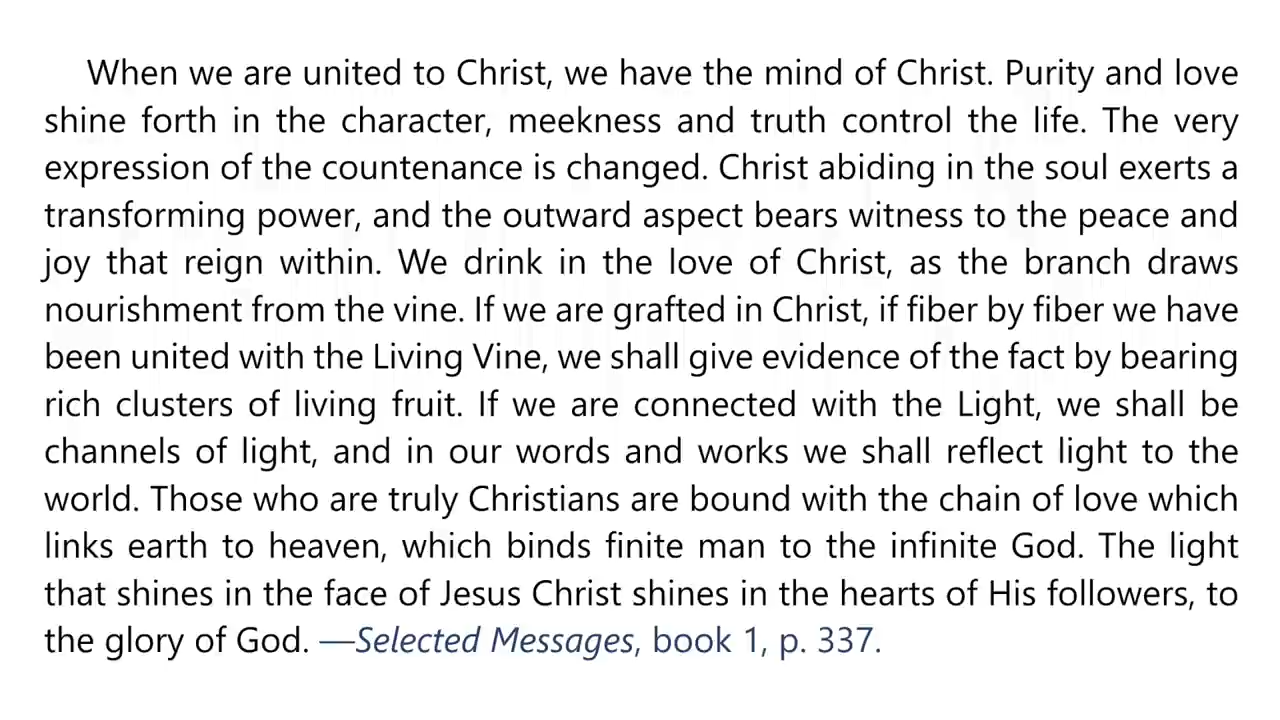 When we are united to Christ, we have the mind of Christ. Purity and love
shine forth in the character, meekness and truth control the life. The very
expression of the countenance is changed. Christ abiding in the soul exerts a
transforming power, and the outward aspect bears witness to the peace and
joy that reign within. We drink in the love of Christ, as the branch draws
nourishment from the vine. If we are grafted in Christ, if fiber by fiber we have
been united with the Living Vine, we shall give evidence of the fact by bearing
rich clusters of living fruit. If we are connected with the Light, we shall be
channels of light, and in our words and works we shall reflect light to the
world. Those who are truly Christians are bound with the chain of love which
links earth to heaven, which binds finite man to the infinite God. The light
that shines in the face of Jesus Christ shines in the hearts of His followers, to
the glory of God. —Selected Messages, book 1, p. 337.